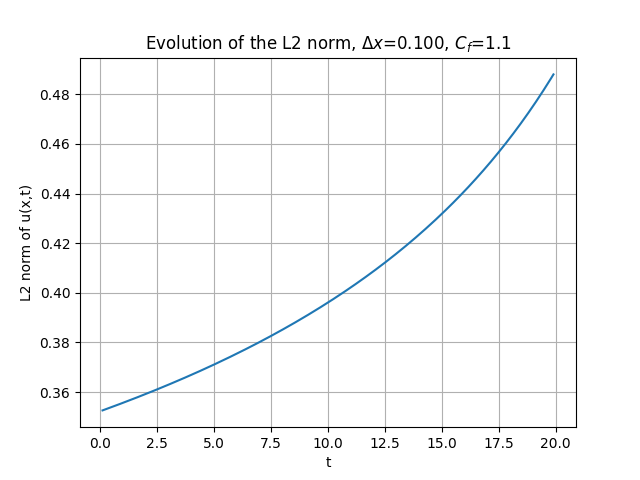 Evolution of the L2 norm, Δx=0.100, C_f=1.1
L2 norm of u(x,t)
0.48
0.46
0.44
0.42
0.40
0.38
0.36
0.0 2.5 5.0 7.5 10.0 12.5 15.0 17.5 20.0
t